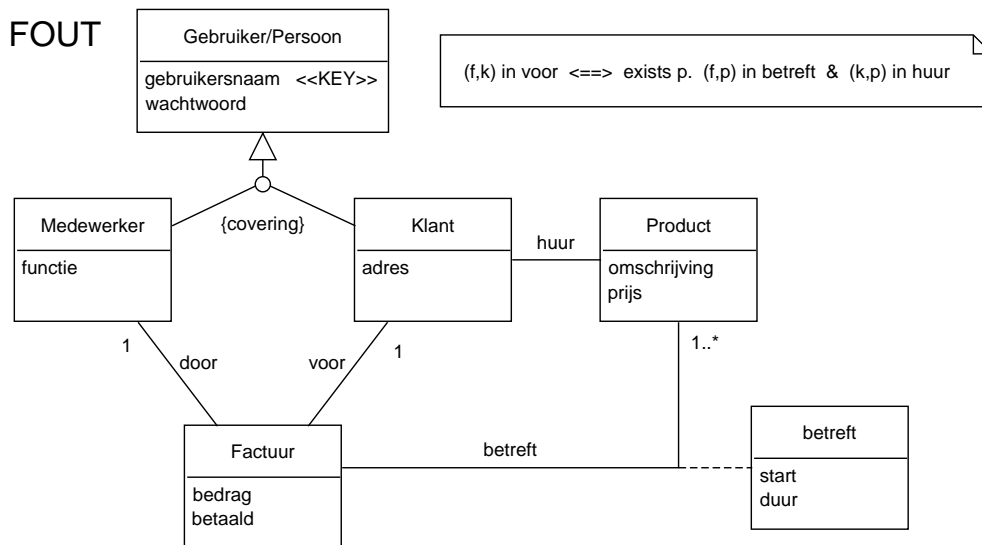 FOUT
Gebruiker/Persoon
gebruikersnaam <<KEY>>
wachtwoord
(f,k) in voor <==> exists p. (f,p) in betreft & (k,p) in huur
Medewerker
functie
{covering}
Klant
adres
huur
Product
omschrijving
prijs
1
door
voor
1
1..*
Factuur
bedrag
betaald
betreft
betreft
start
duur